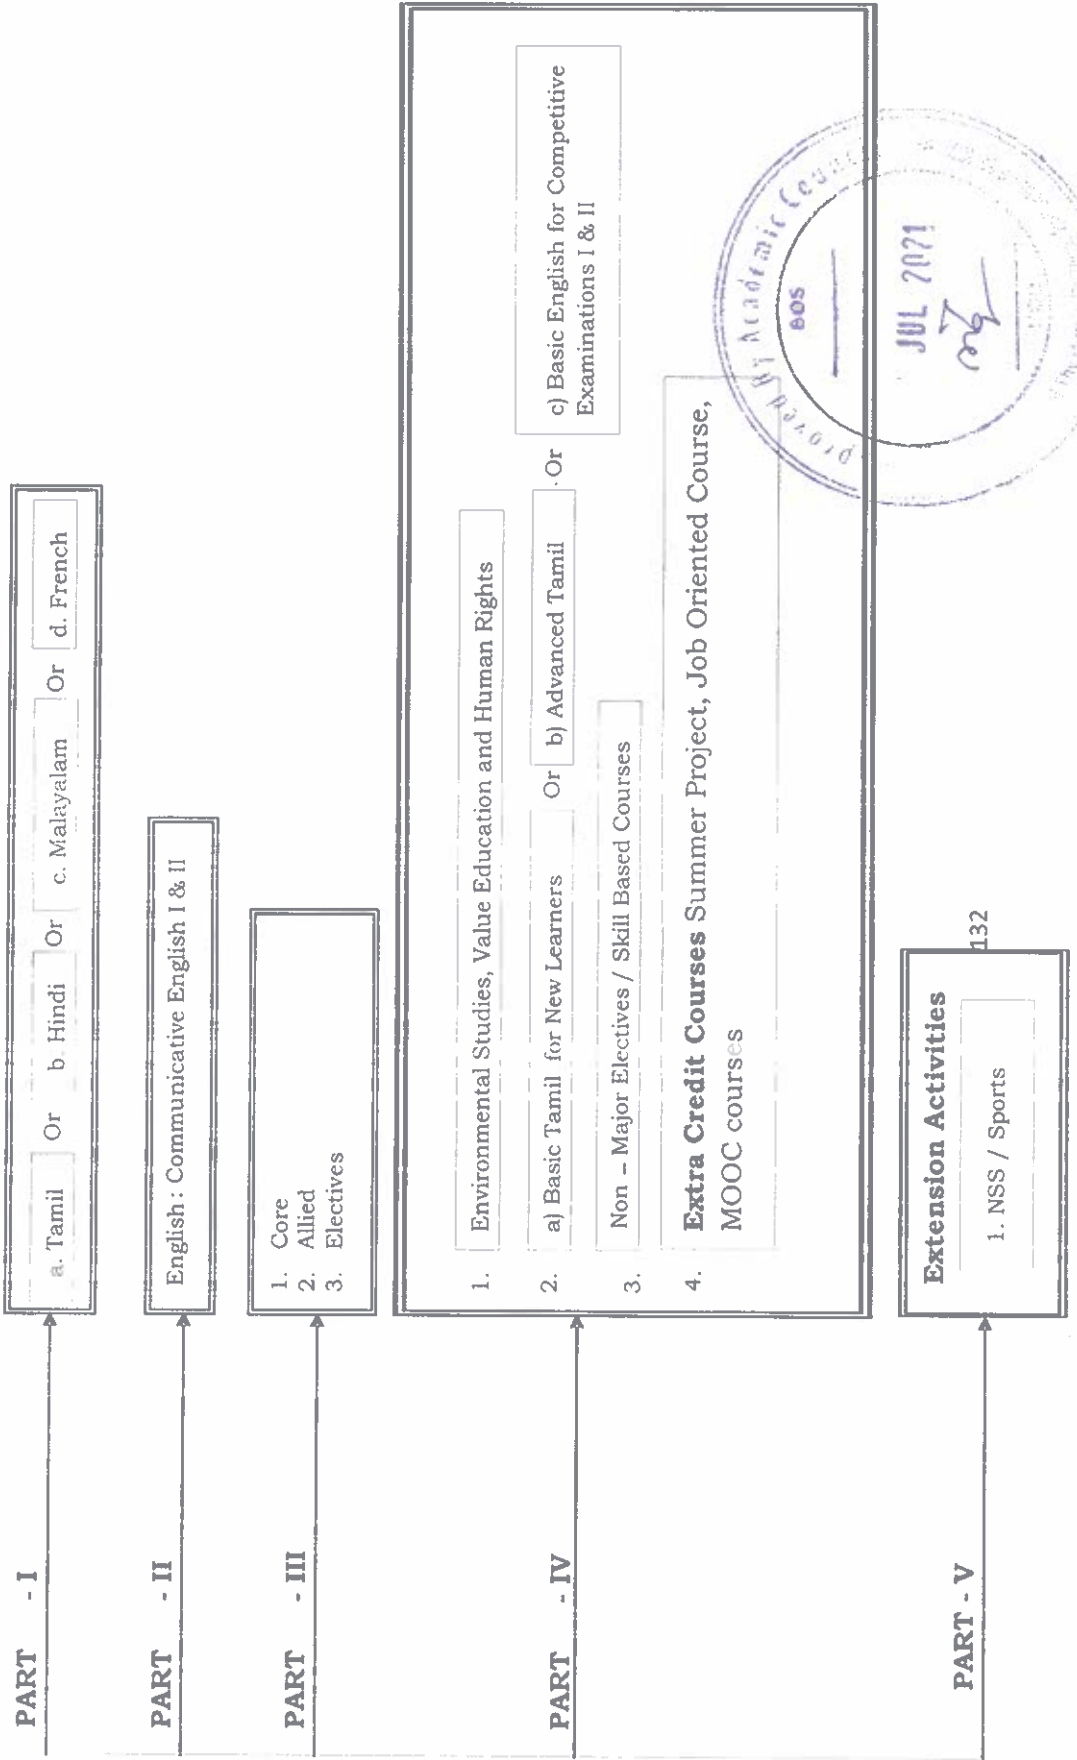 PART - I
a. Tamil Or b. Hindi Or c. Malayalam Or d. French
PART - II
English : Communicative English I & II
PART - III
1. Core
2. Allied
3. Electives
PART - IV
1. Environmental Studies, Value Education and Human Rights
2. a) Basic Tamil for New Learners Or b) Advanced Tamil . Or c) Basic English for Competitive
Examinations I & II
3. Non – Major Electives / Skill Based Courses
4. Extra Credit Courses Summer Project, Job Oriented Course,
MOOC courses
PART - V
Extension Activities
1. NSS / Sports
132
proved By Academic
BOS
JUL 2021